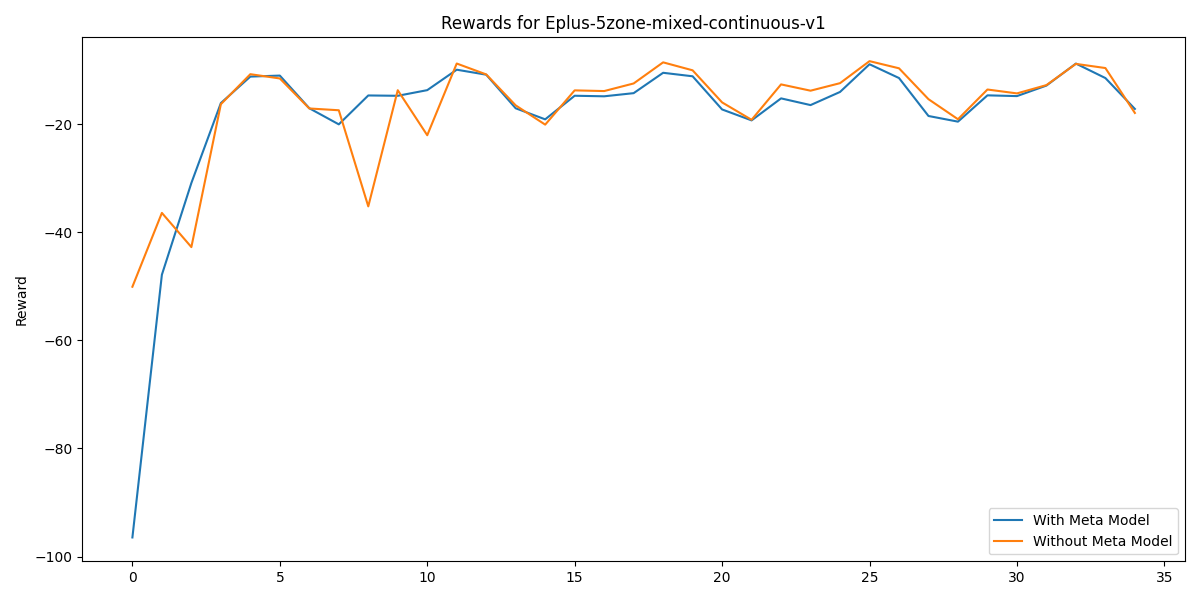 Rewards for Eplus-5zone-mixed-continuous-v1
Reward
−20
−40
−60
−80
−100
0 5 10 15 20 25 30 35
With Meta Model
Without Meta Model